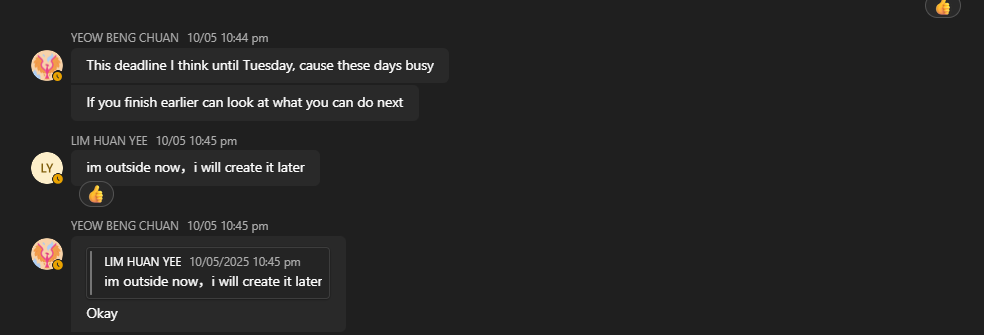 YEOW BENG CHUAN 10/05 10:44 pm
This deadline I think until Tuesday, cause these days busy
If you finish earlier can look at what you can do next
LIM HUAN YEE 10/05 10:45 pm
LY
im outside now，i will create it later
YEOW BENG CHUAN 10/05 10:45 pm
LIM HUAN YEE 10/05/2025 10:45 pm
im outside now，i will create it later
Okay